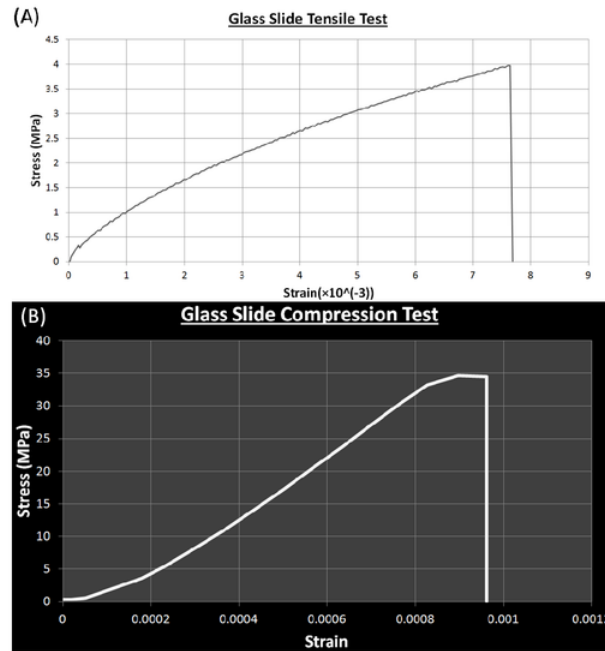 (A)
Glass Slide Tensile Test
Stress (MPa)
4.5
4
3.5
3
2.5
2
1.5
1
0.5
0
0 1 2 3 4 5 6 7 8 9
Strain(×10^(-3))
(B)
Glass Slide Compression Test
Stress (MPa)
40
35
30
25
20
15
10
5
0
0 0.0002 0.0004 0.0006 0.0008 0.001
Strain